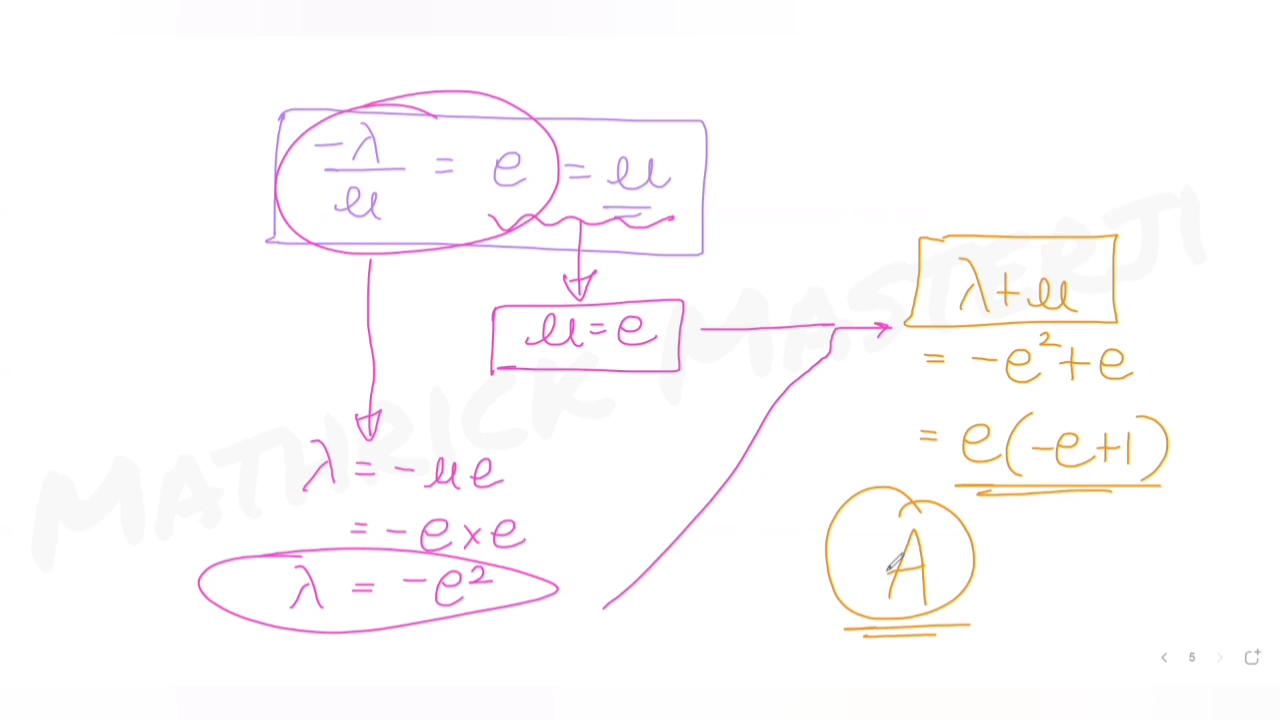 -λ/μ = e = μ
μ = e
λ = -μe
= -e×e
λ = -e²
λ+μ
= -e²+e
= e(-e+1)
A
MATHRICK MASTERJI
5